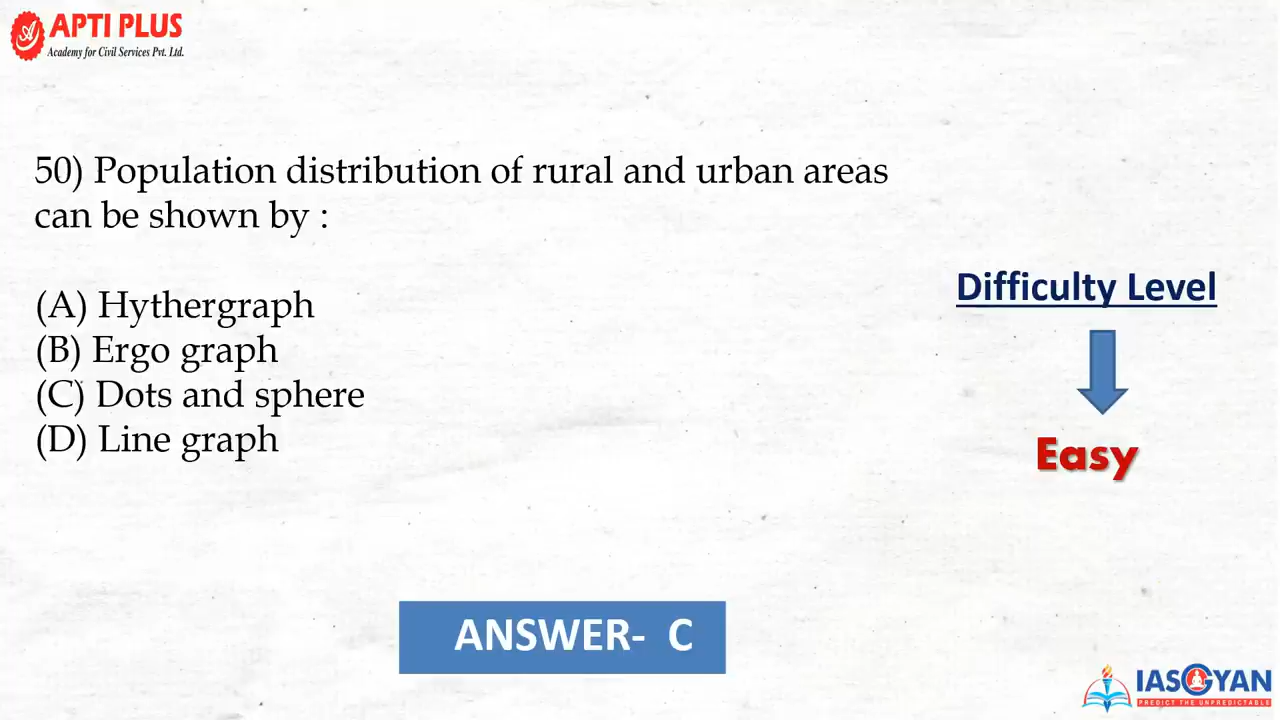 APTI PLUS
Academy for Civil Services Pvt. Ltd.
50) Population distribution of rural and urban areas
can be shown by :
(A) Hythergraph
(B) Ergo graph
(C) Dots and sphere
(D) Line graph
Difficulty Level
Easy
ANSWER- C
IASGYAN
PREDICT THE UNPREDICTABLE